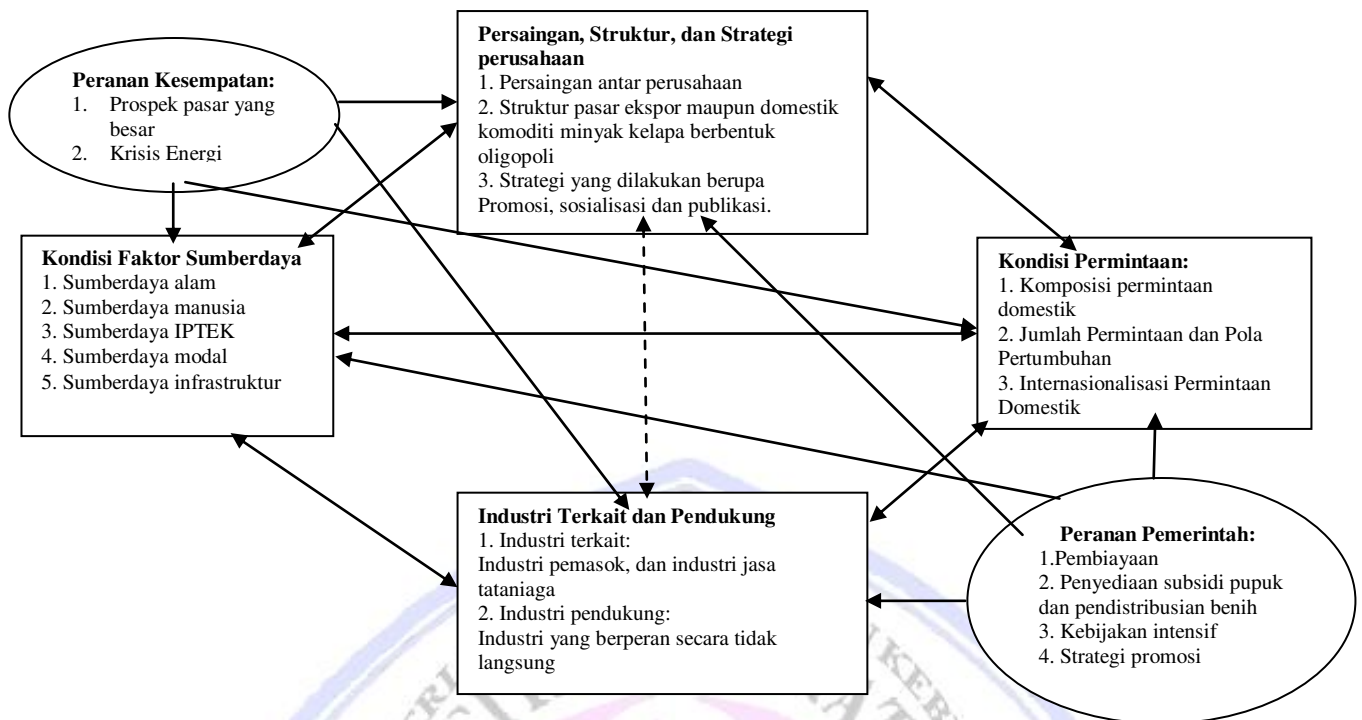 Peranan Kesempatan:
1. Prospek pasar yang
besar
2. Krisis Energi
Persaingan, Struktur, dan Strategi
perusahaan
1. Persaingan antar perusahaan
2. Struktur pasar ekspor maupun domestik
komoditi minyak kelapa berbentuk
oligopoli
3. Strategi yang dilakukan berupa
Promosi, sosialisasi dan publikasi.
Kondisi Faktor Sumberdaya
1. Sumberdaya alam
2. Sumberdaya manusia
3. Sumberdaya IPTEK
4. Sumberdaya modal
5. Sumberdaya infrastruktur
Kondisi Permintaan:
1. Komposisi permintaan
domestik
2. Jumlah Permintaan dan Pola
Pertumbuhan
3. Internasionalisasi Permintaan
Domestik
Industri Terkait dan Pendukung
1. Industri terkait:
Industri pemasok, dan industri jasa
tataniaga
2. Industri pendukung:
Industri yang berperan secara tidak
langsung
Peranan Pemerintah:
1.Pembiayaan
2. Penyediaan subsidi pupuk
dan pendistribusian benih
3. Kebijakan intensif
4. Strategi promosi